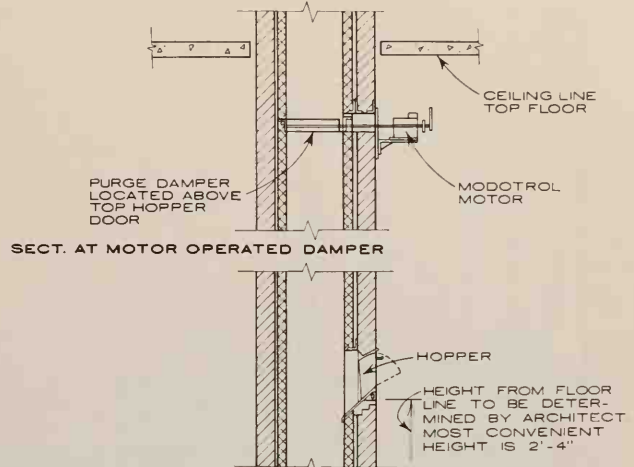 CEILING LINE
TOP FLOOR
PURGE DAMPER
LOCATED ABOVE
TOP HOPPER
DOOR
MODOTROL
MOTOR
SECT. AT MOTOR OPERATED DAMPER
HOPPER
HEIGHT FROM FLOOR
LINE TO BE DETER-
MINED BY ARCHITECT
MOST CONVENIENT
HEIGHT IS 2'-4"